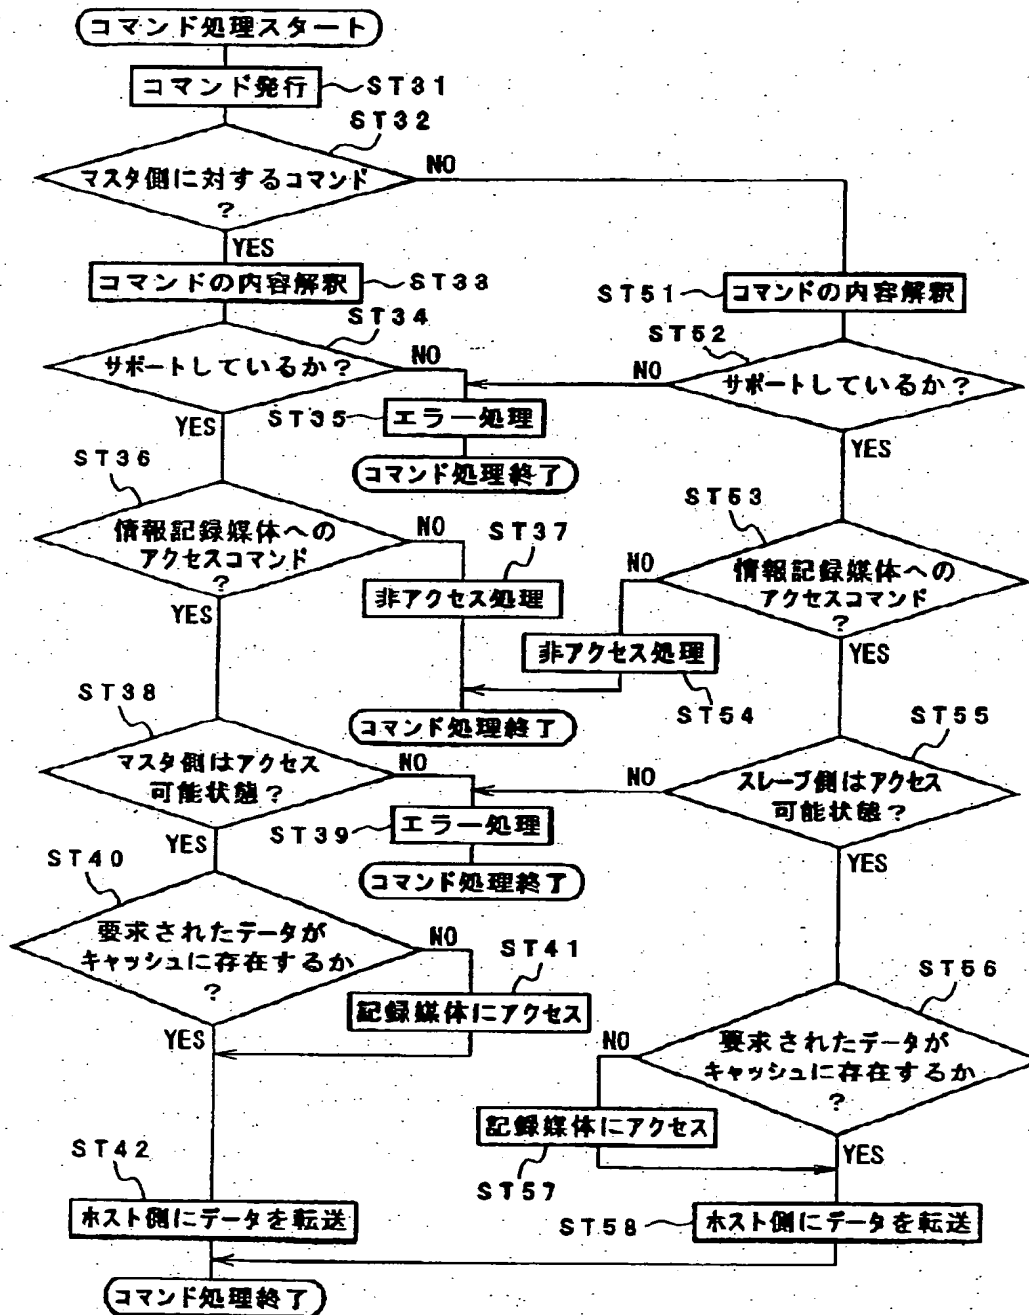 コマンド処理スタート
コマンド発行
ST31
ST32
マスタ側に対するコマンド
?
NO
YES
コマンドの内容解釈
ST33
ST51
コマンドの内容解釈
ST34
サポートしているか?
NO
YES
ST52
サポートしているか?
NO
YES
ST35
エラー処理
コマンド処理終了
ST36
情報記録媒体への
アクセスコマンド
?
NO
YES
ST37
非アクセス処理
ST53
情報記録媒体への
アクセスコマンド
?
NO
YES
非アクセス処理
ST54
コマンド処理終了
ST38
マスタ側はアクセス
可能状態?
NO
YES
ST55
スレーブ側はアクセス
可能状態?
NO
YES
ST39
エラー処理
コマンド処理終了
ST40
要求されたデータが
キャッシュに存在するか
?
NO
YES
ST41
記録媒体にアクセス
ST56
要求されたデータが
キャッシュに存在するか
?
NO
YES
記録媒体にアクセス
ST57
ST42
ホスト側にデータを転送
ST58
ホスト側にデータを転送
コマンド処理終了